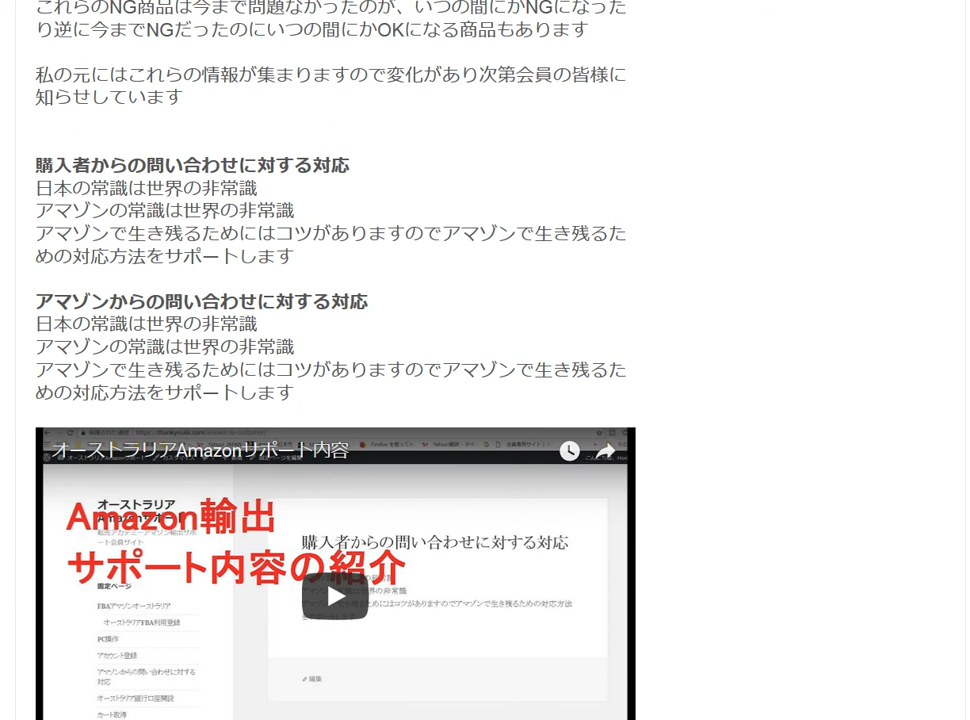 これらのNG商品は今まで問題なかったのが、いつの間にかNGになった
り逆に今までNGだったのにいつの間にかOKになる商品もあります
私の元にはこれらの情報が集まりますので変化があり次第会員の皆様に
知らせしています
購入者からの問い合わせに対する対応
日本の常識は世界の非常識
アマゾンの常識は世界の非常識
アマゾンで生き残るためにはコツがありますのでアマゾンで生き残るた
めの対応方法をサポートします
アマゾンからの問い合わせに対する対応
日本の常識は世界の非常識
アマゾンの常識は世界の非常識
アマゾンで生き残るためにはコツがありますのでアマゾンで生き残るた
めの対応方法をサポートします
オーストラリアAmazonサポート内容
Amazon輸出
サポート内容の紹介
オーストラリア
Amazonサポート
購入者からの問い合わせに対する対応
固定ページ
FBAアマゾンオーストラリア
オーストラリアFBA利用登録
PC操作
アカウント登録
アマゾンからの問い合わせに対する
対応
オーストラリア銀行口座開設
カート取得
編集